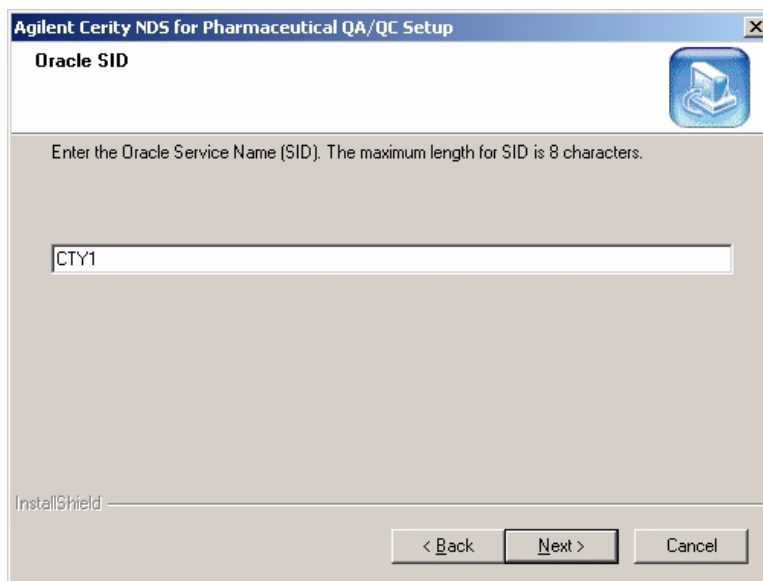 Agilent Cerity NDS for Pharmaceutical QA/QC Setup
Oracle SID
Enter the Oracle Service Name (SID). The maximum length for SID is 8 characters.
CTY1
InstallShield
< Back Next > Cancel